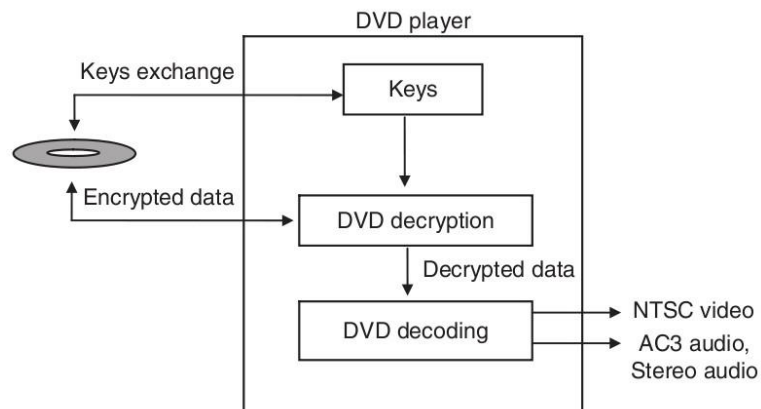 DVD player
Keys exchange
Keys
Encrypted data
DVD decryption
Decrypted data
DVD decoding
NTSC video
AC3 audio,
Stereo audio